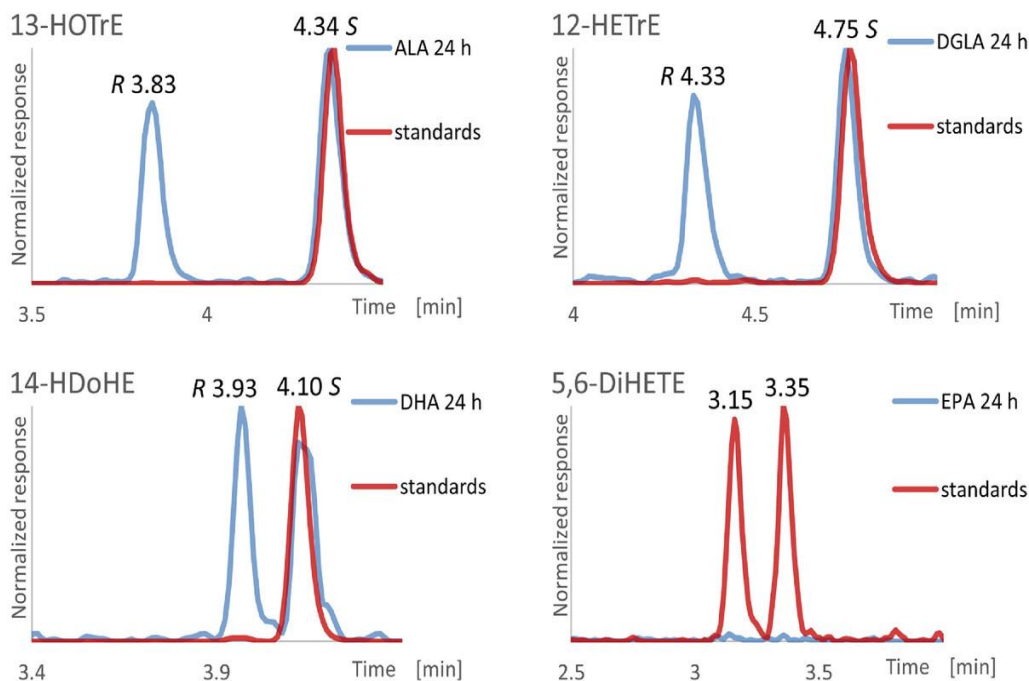 13-HOTrE
4.34 S
ALA 24 h
R 3.83
standards
Normalized response
3.5
4
Time [min]
12-HETrE
4.75 S
DGLA 24 h
R 4.33
standards
Normalized response
4
4.5
Time [min]
14-HDoHE
R 3.93
4.10 S
DHA 24 h
standards
Normalized response
3.4
3.9
Time [min]
5,6-DiHETE
3.15
3.35
EPA 24 h
standards
Normalized response
2.5
3
3.5
Time [min]